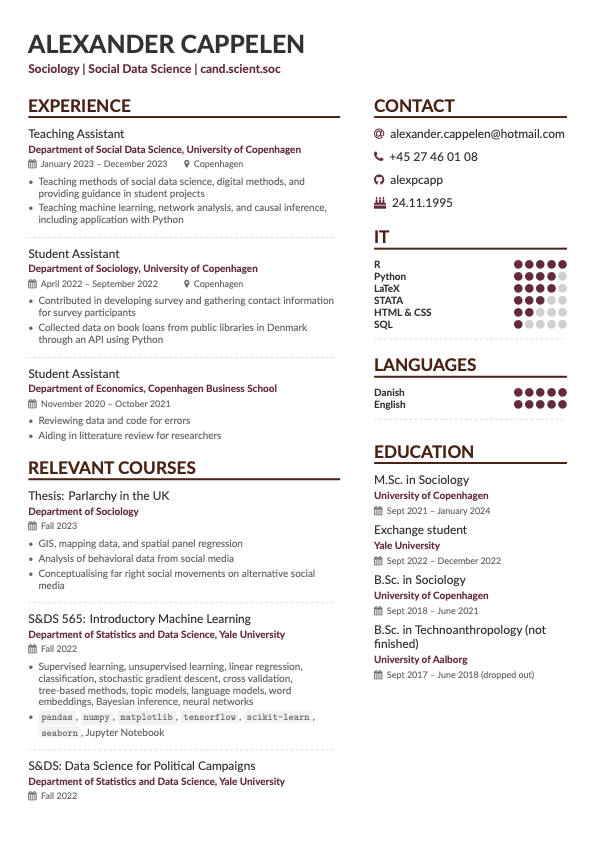 ALEXANDER CAPPELEN
Sociology | Social Data Science | cand.scient.soc
EXPERIENCE
Teaching Assistant
Department of Social Data Science, University of Copenhagen
January 2023 – December 2023 Copenhagen
• Teaching methods of social data science, digital methods, and
providing guidance in student projects
• Teaching machine learning, network analysis, and causal inference,
including application with Python
Student Assistant
Department of Sociology, University of Copenhagen
April 2022 – September 2022 Copenhagen
• Contributed in developing survey and gathering contact information
for survey participants
• Collected data on book loans from public libraries in Denmark
through an API using Python
Student Assistant
Department of Economics, Copenhagen Business School
November 2020 – October 2021
• Reviewing data and code for errors
• Aiding in litterature review for researchers
RELEVANT COURSES
Thesis: Parlarchy in the UK
Department of Sociology
Fall 2023
• GIS, mapping data, and spatial panel regression
• Analysis of behavioral data from social media
• Conceptualising far right social movements on alternative social
media
S&DS 565: Introductory Machine Learning
Department of Statistics and Data Science, Yale University
Fall 2022
• Supervised learning, unsupervised learning, linear regression,
classification, stochastic gradient descent, cross validation,
tree-based methods, topic models, language models, word
embeddings, Bayesian inference, neural networks
• pandas, numpy, matplotlib, tensorflow, scikit-learn,
seaborn, Jupyter Notebook
S&DS: Data Science for Political Campaigns
Department of Statistics and Data Science, Yale University
Fall 2022
CONTACT
alexander.cappelen@hotmail.com
+45 27 46 01 08
alexpcapp
24.11.1995
IT
R
Python
LaTeX
STATA
HTML & CSS
SQL
LANGUAGES
Danish
English
EDUCATION
M.Sc. in Sociology
University of Copenhagen
Sept 2021 – January 2024
Exchange student
Yale University
Sept 2022 – December 2022
B.Sc. in Sociology
University of Copenhagen
Sept 2018 – June 2021
B.Sc. in Technoanthropology (not
finished)
University of Aalborg
Sept 2017 – June 2018 (dropped out)